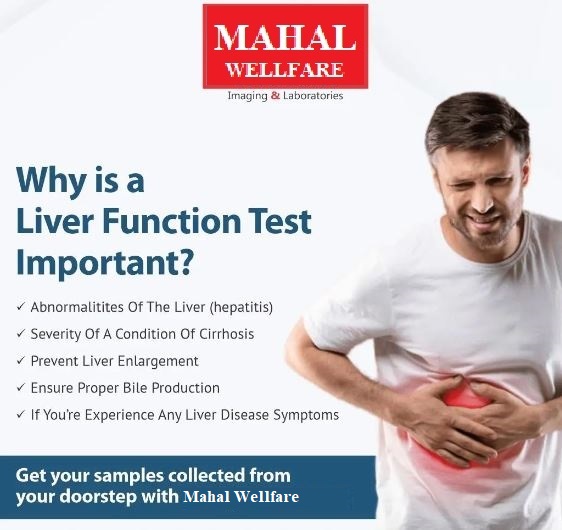 MAHAL
WELLFARE
Imaging & Laboratories
Why is a
Liver Function Test
Important?
✓ Abnormalitites Of The Liver (hepatitis)
✓ Severity Of A Condition Of Cirrhosis
✓ Prevent Liver Enlargement
✓ Ensure Proper Bile Production
✓ If You’re Experience Any Liver Disease Symptoms
Get your samples collected from
your doorstep with Mahal Wellfare